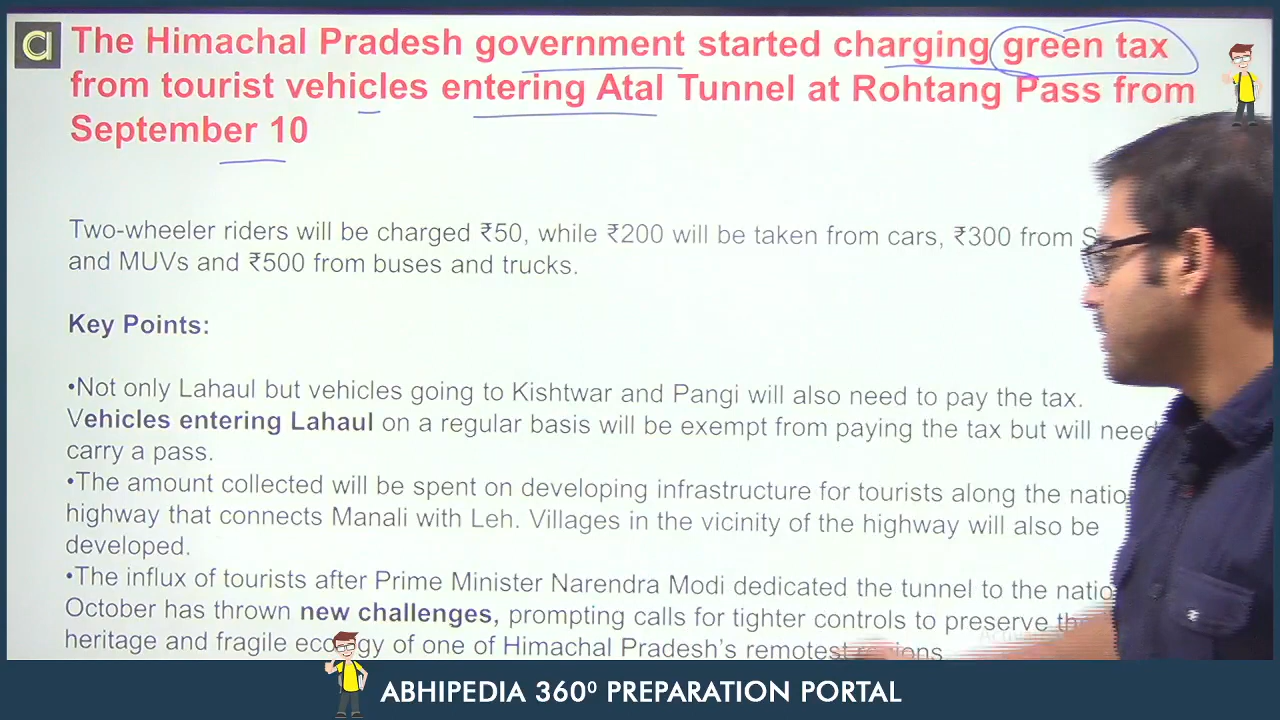 The Himachal Pradesh government started charging green tax
from tourist vehicles entering Atal Tunnel at Rohtang Pass from
September 10
Two-wheeler riders will be charged ₹50, while ₹200 will be taken from cars, ₹300 from
and MUVs and ₹500 from buses and trucks.
Key Points:
•Not only Lahaul but vehicles going to Kishtwar and Pangi will also need to pay the tax.
Vehicles entering Lahaul on a regular basis will be exempt from paying the tax but will need
carry a pass.
•The amount collected will be spent on developing infrastructure for tourists along the
highway that connects Manali with Leh. Villages in the vicinity of the highway will also be
developed.
•The influx of tourists after Prime Minister Narendra Modi dedicated the tunnel to the
October has thrown new challenges, prompting calls for tighter controls to preserve
heritage and fragile ecology of one of Himachal Pradesh's remotest regions.
ABHIPEDIA 360⁰ PREPARATION PORTAL